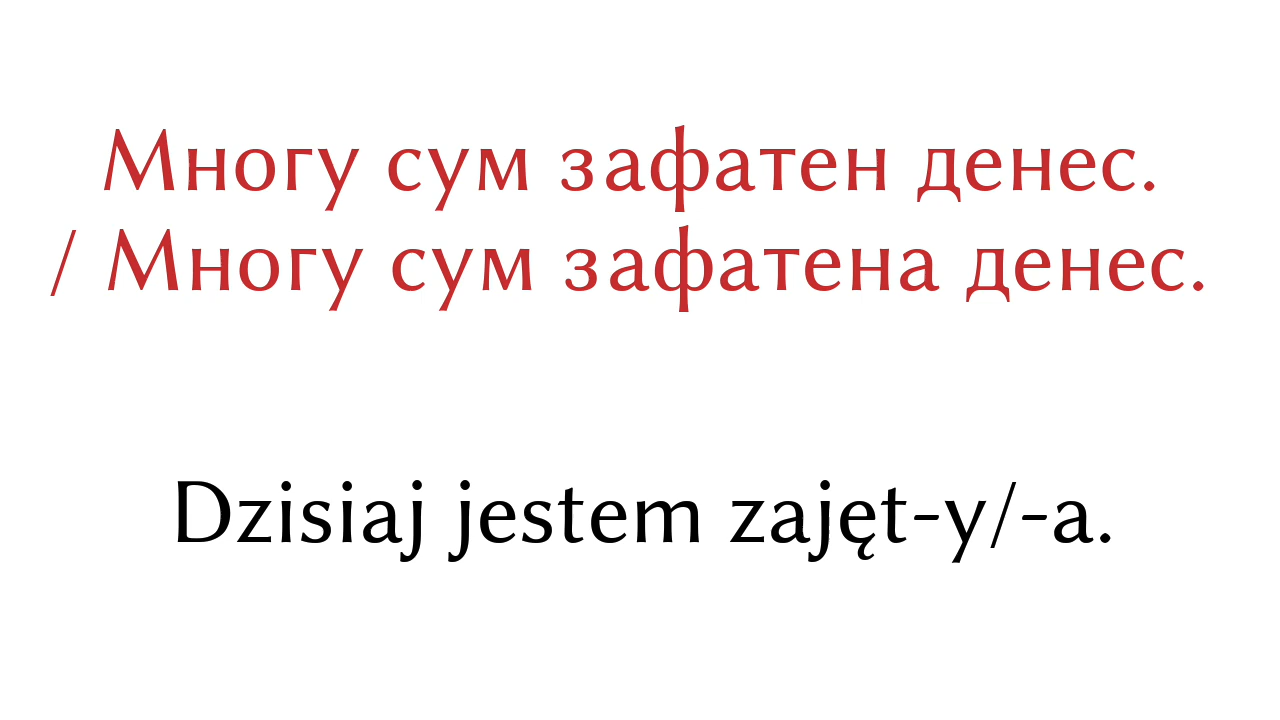 Многу сум зафатен денес.
/ Многу сум зафатена денес.
Dzisiaj jestem zajęt-y/-a.